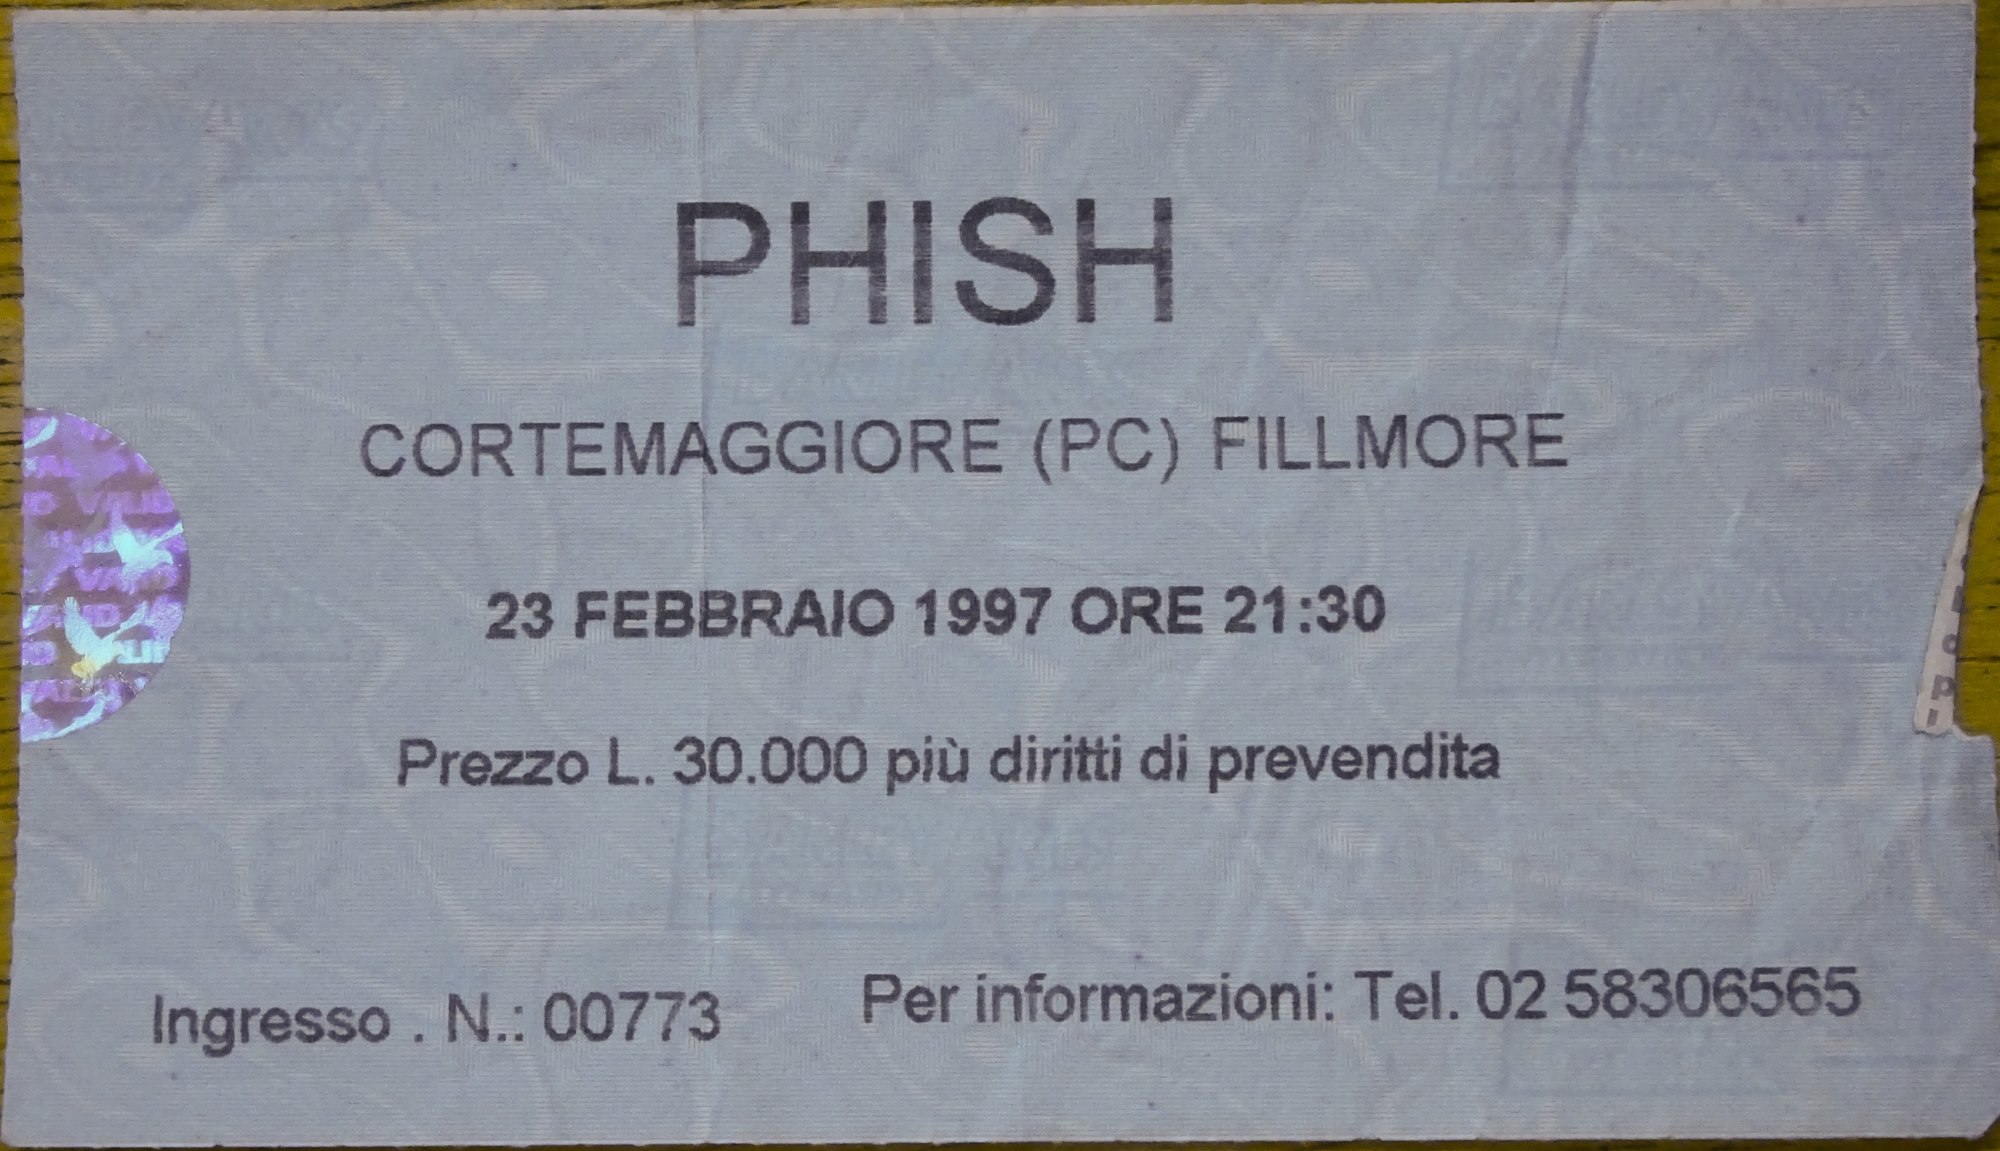 PHISH
CORTEMAGGIORE (PC) FILLMORE
23 FEBBRAIO 1997 ORE 21:30
Prezzo L. 30.000 più diritti di prevendita
Ingresso . N.: 00773 Per informazioni: Tel. 02 58306565
VALID